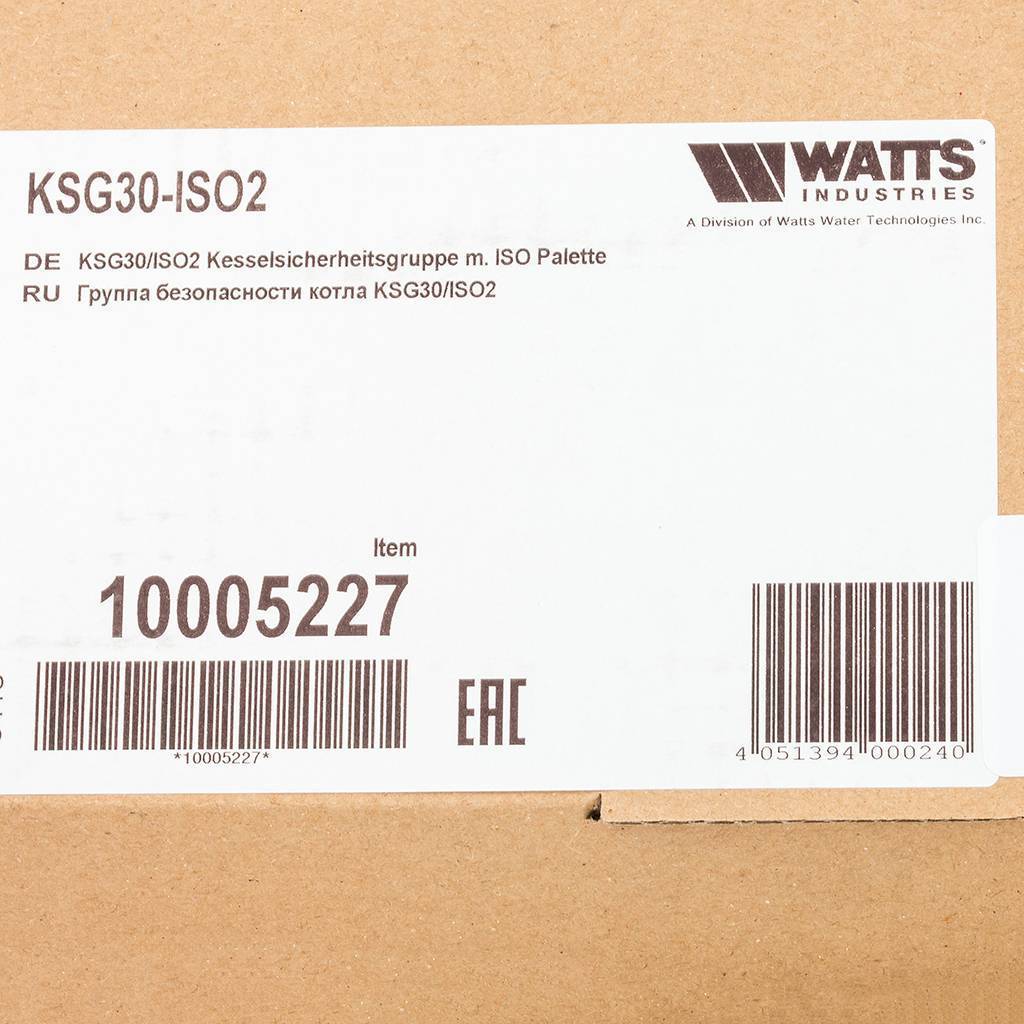 WATTS
INDUSTRIES
A Division of Watts Water Technologies Inc.
KSG30-ISO2
DE KSG30/ISO2 Kesselsicherheitsgruppe m. ISO Palette
RU Группа безопасности котла KSG30/ISO2
Item
10005227
*10005227*
EAC
4 051394 000240